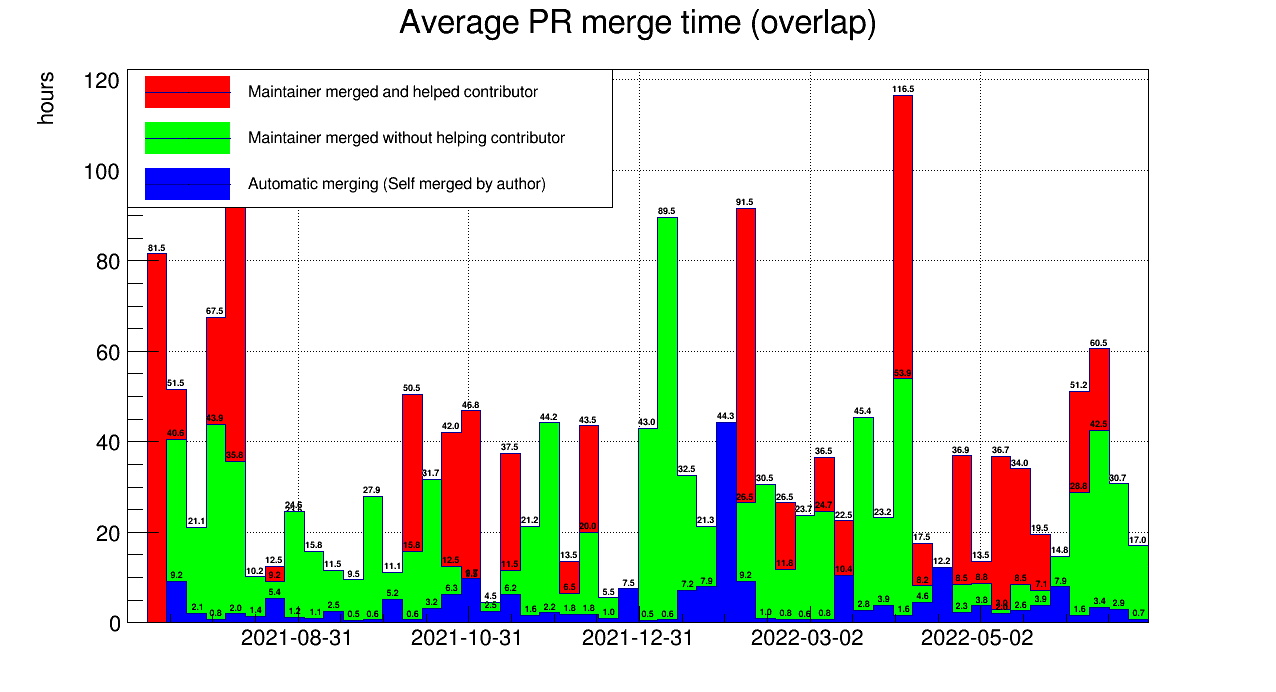 Average PR merge time (overlap)
hours
Maintainer merged and helped contributor
Maintainer merged without helping contributor
Automatic merging (Self merged by author)
120
100
80
60
40
20
0
116.5
91.5
89.5
81.5
67.5
60.5
53.9
51.5 50.5 51.2
46.8 45.4
43.9 44.2 43.5 43.0 44.3
40.6 42.0 42.5
35.8 37.5 36.5 36.9 36.7
31.7 32.5 30.5 34.0 30.7
27.9 26.5 26.5 28.8
24.6 23.7 24.7 22.5 23.2
21.1 21.2 20.0 21.3 19.5
15.8 15.8 17.5 17.0
12.5 11.5 11.1 12.5 11.5 13.5 11.8 12.2 13.5 14.8
10.2 9.2 9.5 10.4
9.2 5.4 5.2 6.3 6.2 6.5 5.5 7.5 7.2 7.9 9.2 8.2 8.5 8.8 8.5 7.1 7.9
2.1 0.8 2.0 1.4 1.2 1.1 2.5 0.5 0.6 0.6 3.2 4.5 2.5 1.6 2.2 1.8 1.8 1.0 0.5 0.6 1.0 0.8 0.6 0.8 2.8 3.9 1.6 4.6 2.3 3.8 2.6 3.9 1.6 3.4 2.9 0.7
2021-08-31 2021-10-31 2021-12-31 2022-03-02 2022-05-02